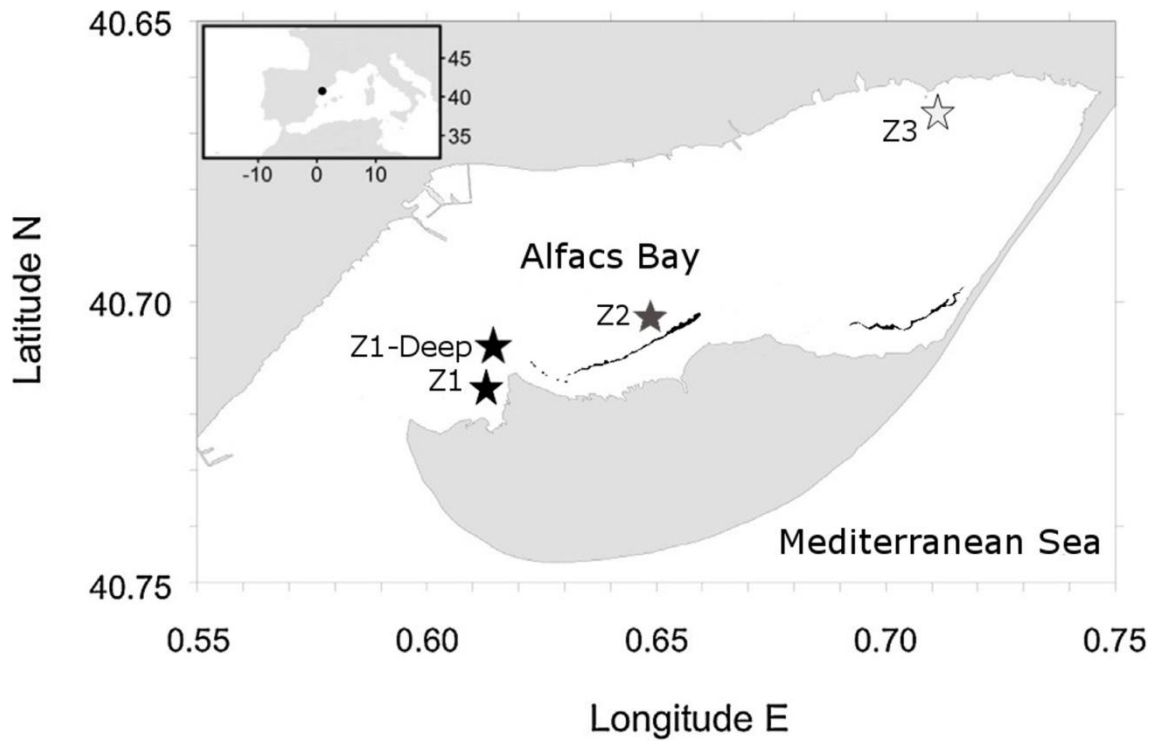 40.65
45
40
35
-10 0 10
Z3
Alfacs Bay
Latitude N
40.70
Z2
Z1-Deep
Z1
Mediterranean Sea
40.75
0.55 0.60 0.65 0.70 0.75
Longitude E